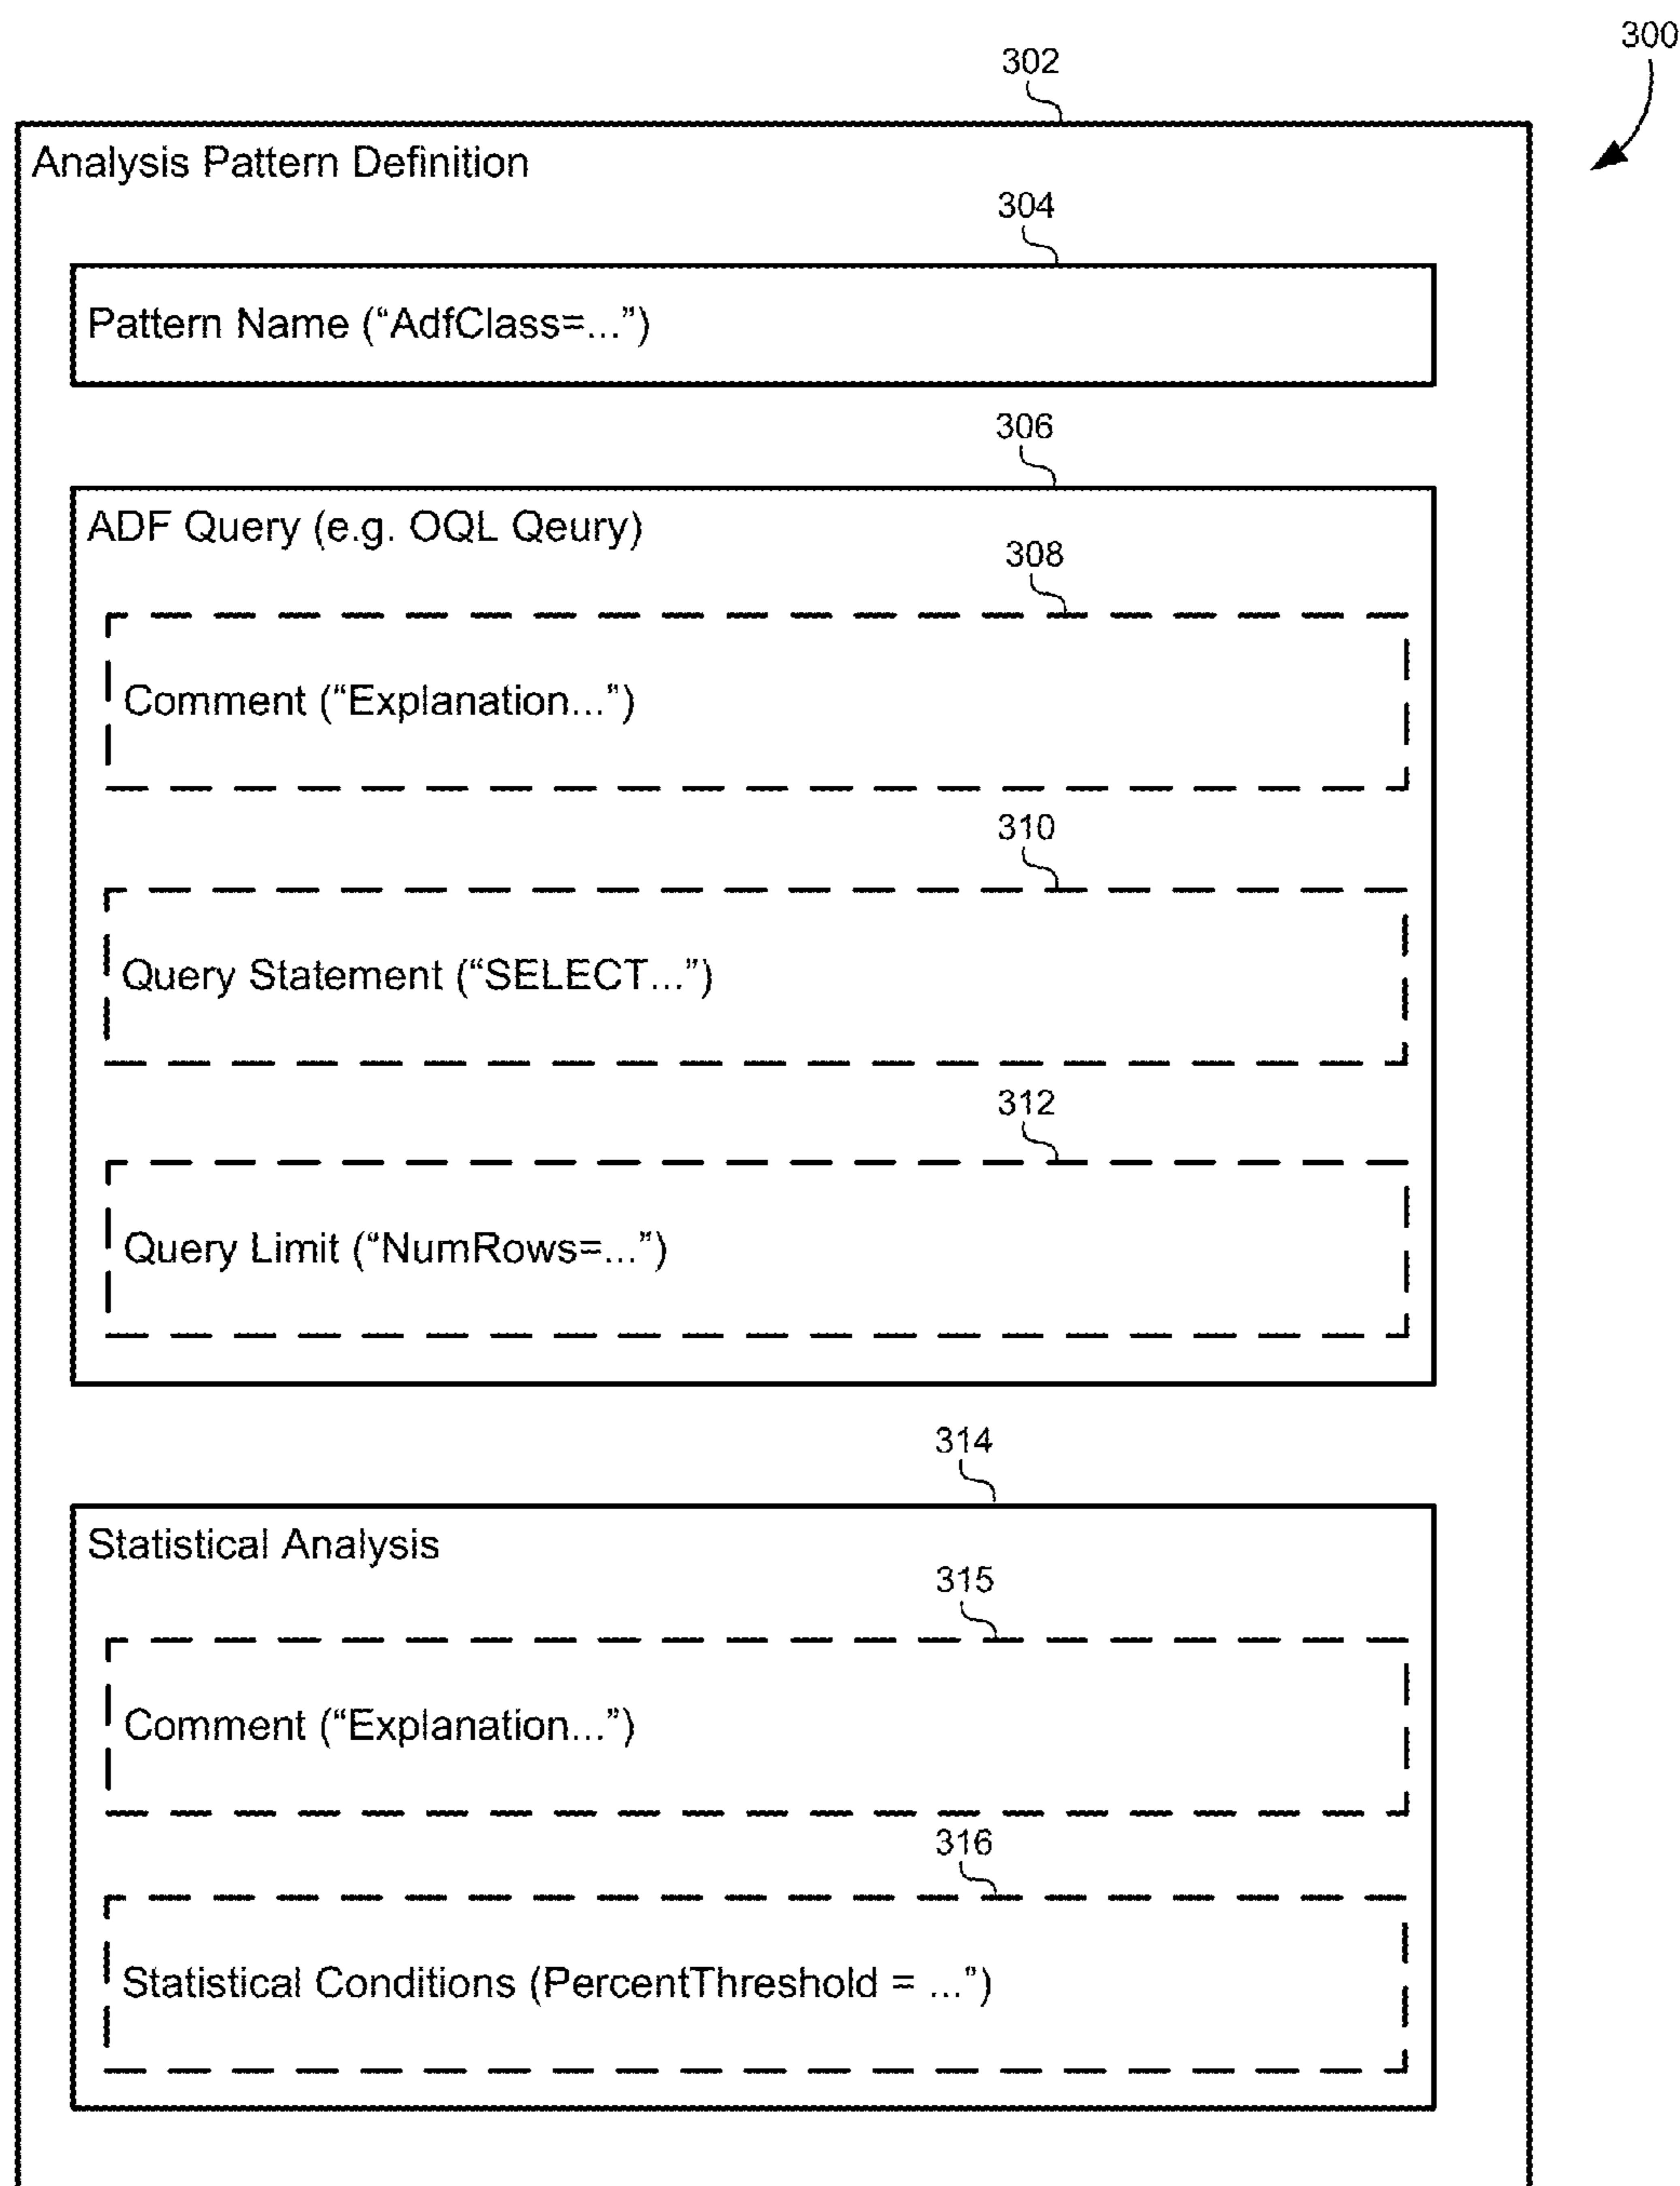 300
302
Analysis Pattern Definition
304
Pattern Name (“AdfClass=...”)
306
ADF Query (e.g. OQL Qeury)
308
Comment (“Explanation...”)
310
Query Statement (“SELECT...”)
312
Query Limit (“NumRows=...”)
314
Statistical Analysis
315
Comment (“Explanation...”)
316
Statistical Conditions (PercentThreshold = ...”)